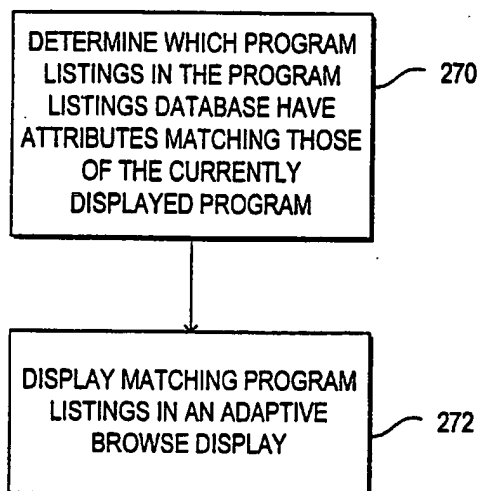 DETERMINE WHICH PROGRAM
LISTINGS IN THE PROGRAM
LISTINGS DATABASE HAVE
ATTRIBUTES MATCHING THOSE
OF THE CURRENTLY
DISPLAYED PROGRAM
270
DISPLAY MATCHING PROGRAM
LISTINGS IN AN ADAPTIVE
BROWSE DISPLAY
272